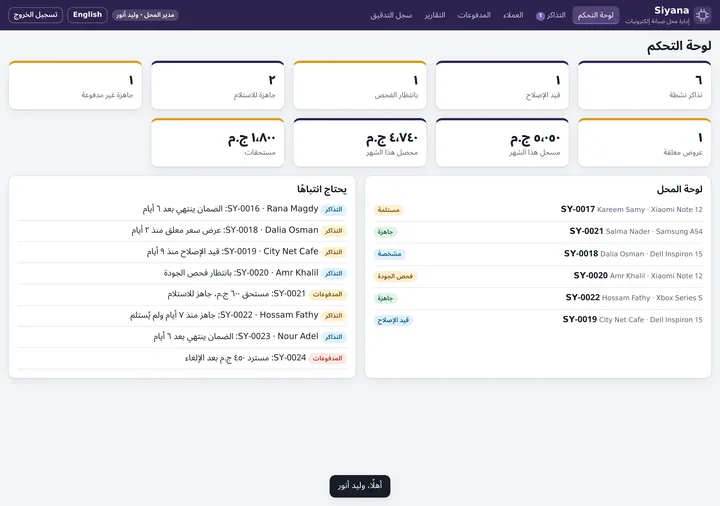 Siyana
إدارة محل صيانة إلكترونيات
لوحة التحكم
التذاكر ١
العملاء
المدفوعات
التقارير
سجل التدقيق
مدير المحل · وليد أنور
English
تسجيل الخروج
لوحة التحكم
٦
تذاكر نشطة
١
قيد الإصلاح
١
بانتظار الفحص
٢
جاهزة للاستلام
١
جاهزة غير مدفوعة
١
عروض معلقة
٥،٠٥٠ ج.م
مسجل هذا الشهر
٤،٧٤٠ ج.م
محصل هذا الشهر
١،٨٠٠ ج.م
مستحقات
لوحة المحل
SY-0017 Kareem Samy · Xiaomi Note 12 مستلمة
SY-0021 Salma Nader · Samsung A54 جاهزة
SY-0018 Dalia Osman · Dell Inspiron 15 مشخصة
SY-0020 Amr Khalil · Xiaomi Note 12 فحص الجودة
SY-0022 Hossam Fathy · Xbox Series S جاهزة
SY-0019 City Net Cafe · Dell Inspiron 15 قيد الإصلاح
يحتاج انتباهًا
التذاكر SY-0016 · Rana Magdy: الضمان ينتهي بعد ٦ أيام
التذاكر SY-0018 · Dalia Osman: عرض سعر معلق منذ ٢ أيام
التذاكر SY-0019 · City Net Cafe: قيد الإصلاح منذ ٩ أيام
التذاكر SY-0020 · Amr Khalil: بانتظار فحص الجودة
المدفوعات SY-0021: مستحق ٦٠٠ ج.م، جاهز للاستلام
التذاكر SY-0022 · Hossam Fathy: جاهز منذ ٧ أيام ولم يُستلم
التذاكر SY-0023 · Nour Adel: الضمان ينتهي بعد ٦ أيام
المدفوعات SY-0024: مسترد ٤٥٠ ج.م بعد الإلغاء
أهلًا، وليد أنور